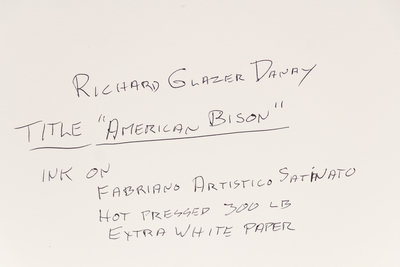 Richard Glazer Danay
Title "American Bison"
Ink on
Fabriano Artistico Satinato
Hot pressed 300 lb
Extra White paper